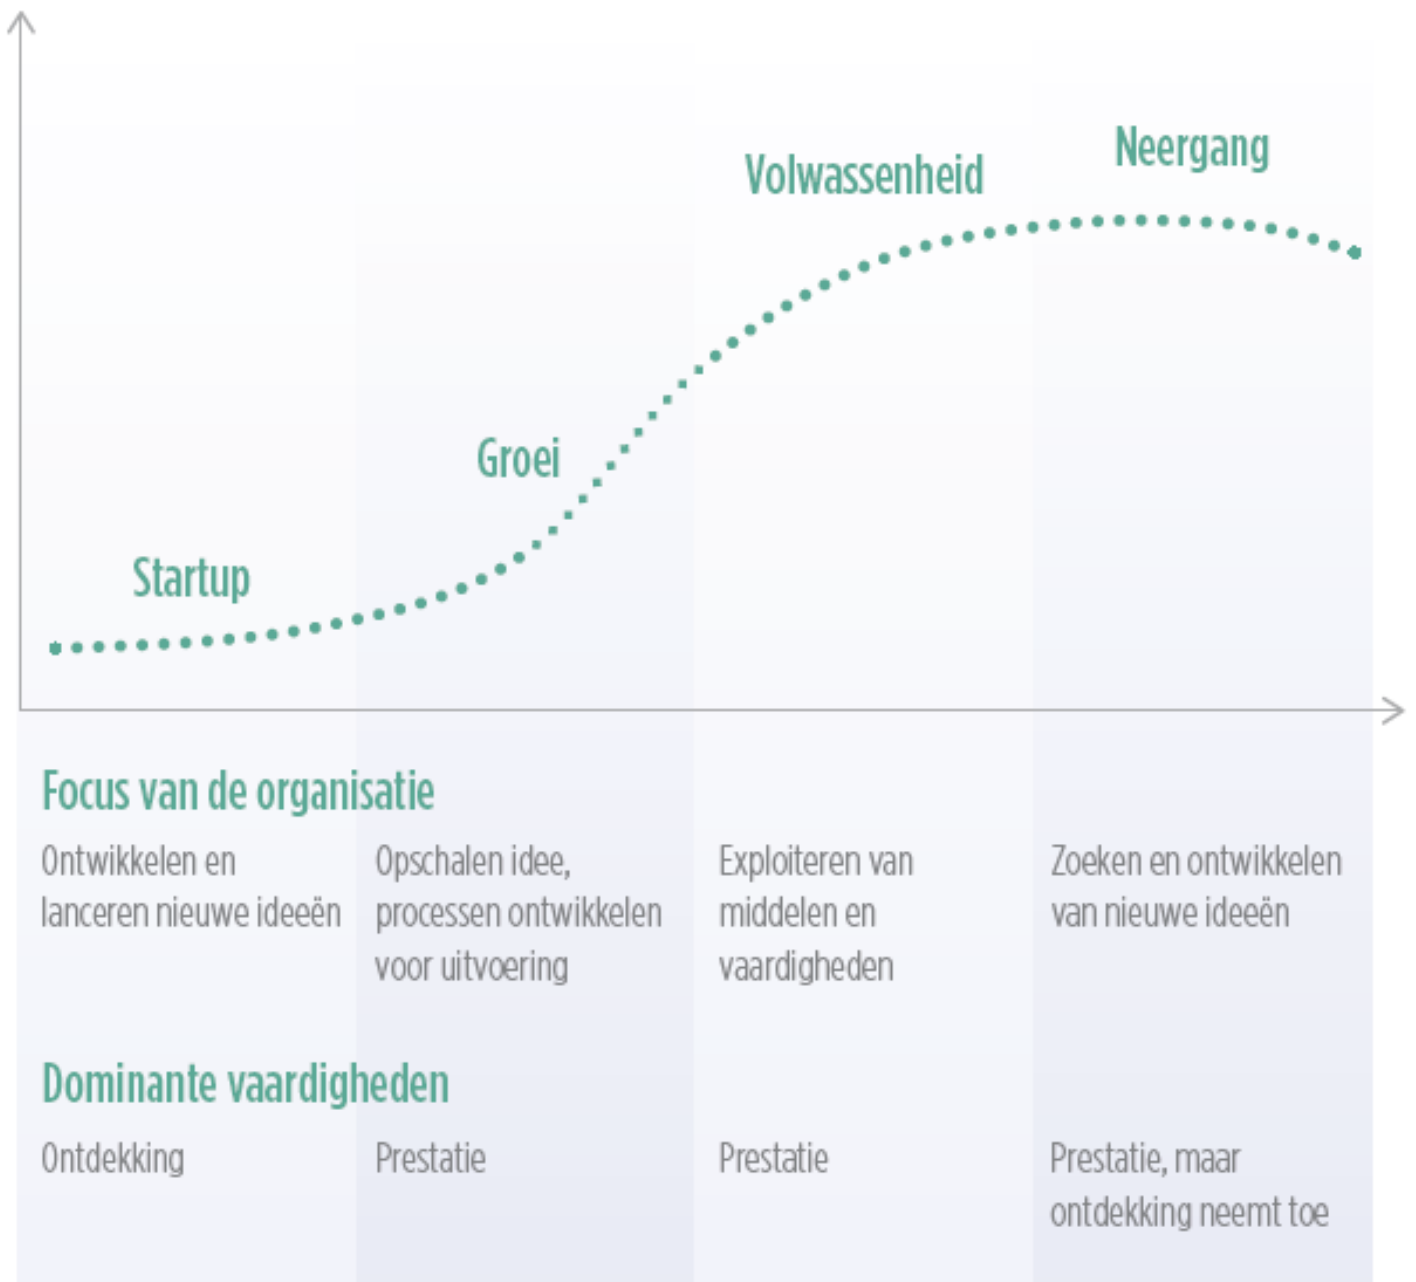 Neergang
Volwassenheid
Groei
Startup
Focus van de organisatie
Ontwikkelen en
lanceren nieuwe ideeën
Opschalen idee,
processen ontwikkelen
voor uitvoering
Exploiteren van
middelen en
vaardigheden
Zoeken en ontwikkelen
van nieuwe ideeën
Dominante vaardigheden
Ontdekking
Prestatie
Prestatie
Prestatie, maar
ontdekking neemt toe